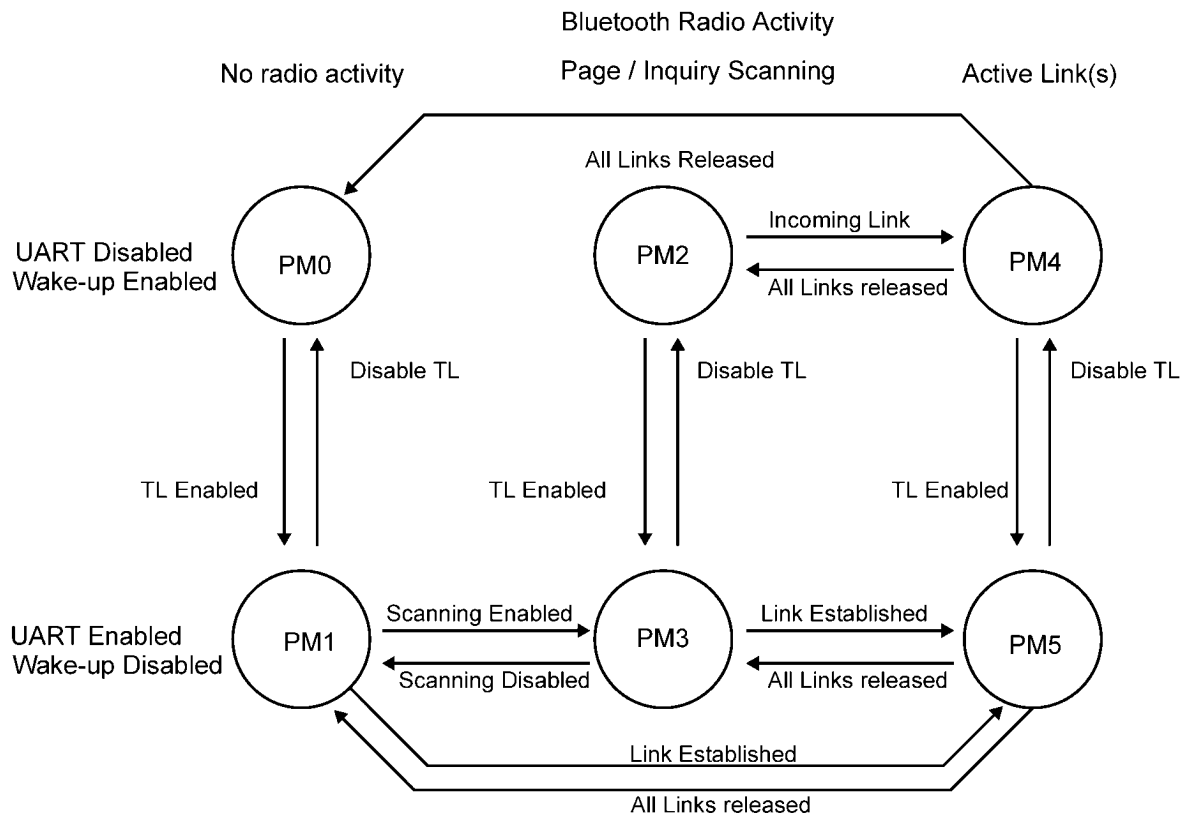 Bluetooth Radio Activity
No radio activity
Page / Inquiry Scanning
Active Link(s)
All Links Released
UART Disabled
Wake-up Enabled
PM0
PM2
Incoming Link
All Links released
PM4
Disable TL
Disable TL
Disable TL
TL Enabled
TL Enabled
TL Enabled
UART Enabled
Wake-up Disabled
PM1
Scanning Enabled
Scanning Disabled
PM3
Link Established
All Links released
PM5
Link Established
All Links released